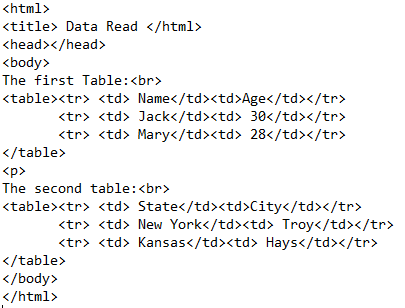 <html>
<title> Data Read </html>
<head></head>
<body>
The first Table:<br>
<table><tr> <td> Name</td><td>Age</td></tr>
<tr> <td> Jack</td><td> 30</td></tr>
<tr> <td> Mary</td><td> 28</td></tr>
</table>
<p>
The second table:<br>
<table><tr> <td> State</td><td>City</td></tr>
<tr> <td> New York</td><td> Troy</td></tr>
<tr> <td> Kansas</td><td> Hays</td></tr>
</table>
</body>
</html>